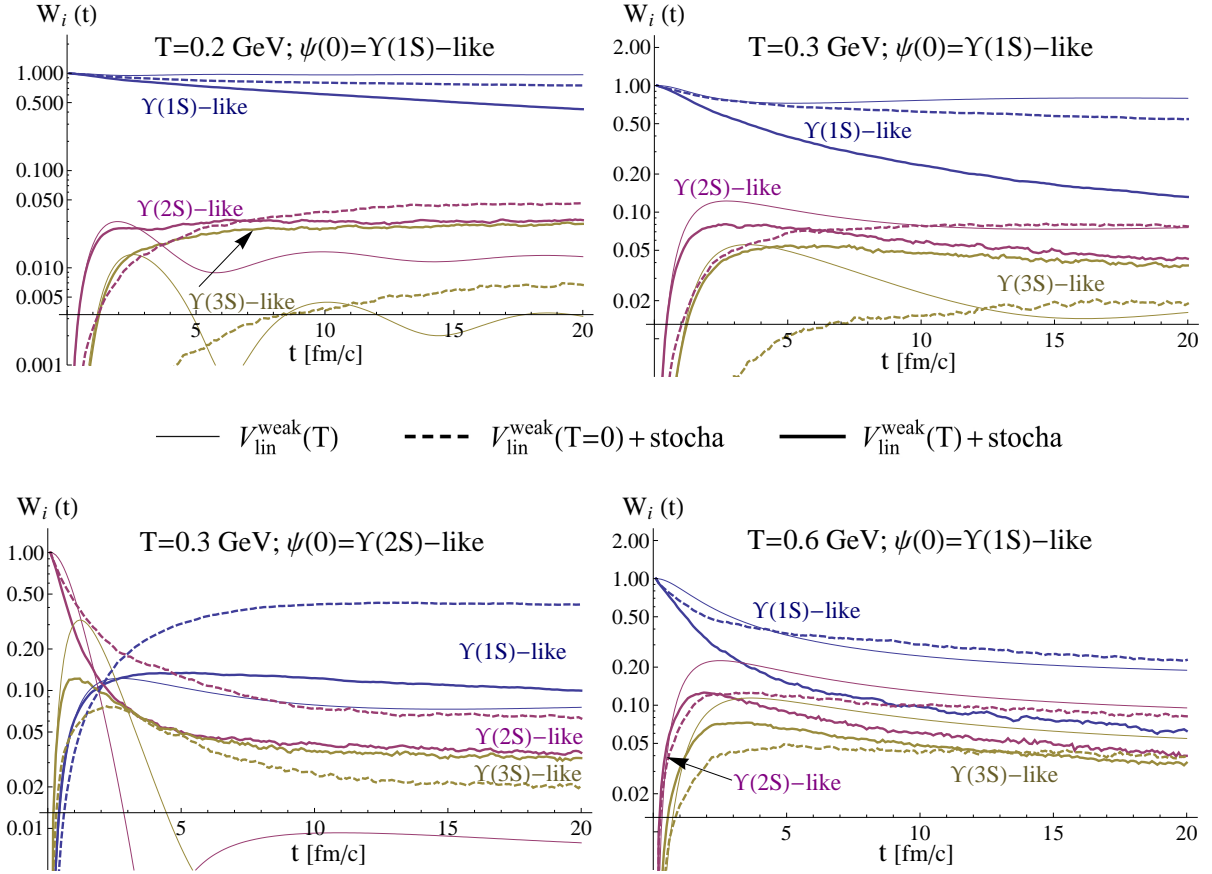 W_i (t)
T=0.2 GeV; ψ(0)=Υ(1S)−like
1.000
0.500
0.100
0.050
0.010
0.005
0.001
Υ(1S)−like
Υ(2S)−like
Υ(3S)−like
5 10 15 20
t [fm/c]
W_i (t)
T=0.3 GeV; ψ(0)=Υ(1S)−like
2.00
1.00
0.50
0.20
0.10
0.05
0.02
Υ(1S)−like
Υ(2S)−like
Υ(3S)−like
5 10 15 20
t [fm/c]
V_lin^weak(T) V_lin^weak(T=0) + stocha V_lin^weak(T) + stocha
W_i (t)
T=0.3 GeV; ψ(0)=Υ(2S)−like
1.00
0.50
0.20
0.10
0.05
0.02
0.01
Υ(1S)−like
Υ(2S)−like
Υ(3S)−like
5 10 15 20
t [fm/c]
W_i (t)
T=0.6 GeV; ψ(0)=Υ(1S)−like
2.00
1.00
0.50
0.20
0.10
0.05
0.02
Υ(1S)−like
Υ(2S)−like
Υ(3S)−like
5 10 15 20
t [fm/c]